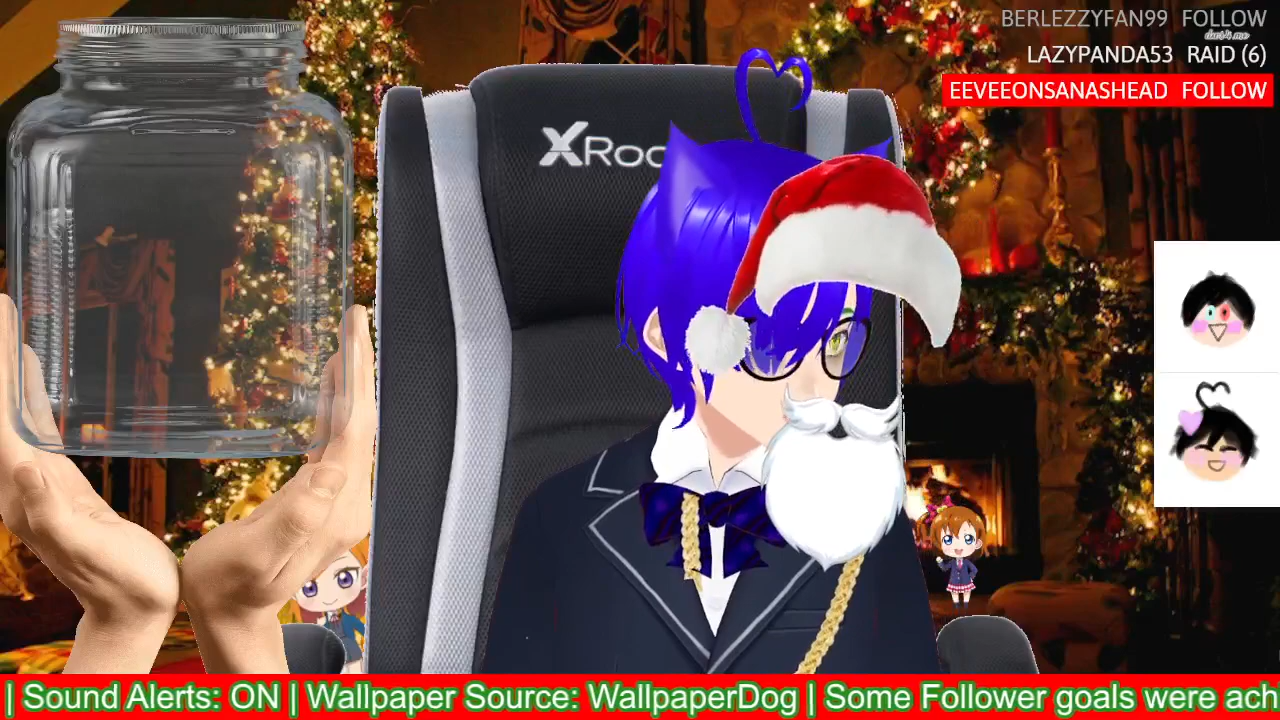 BERLEZZYFAN99 FOLLOW
LAZYPANDA53 RAID (6)
EEVEEONSANASHEAD FOLLOW
XRoc
| Sound Alerts: ON | Wallpaper Source: WallpaperDog | Some Follower goals were ach